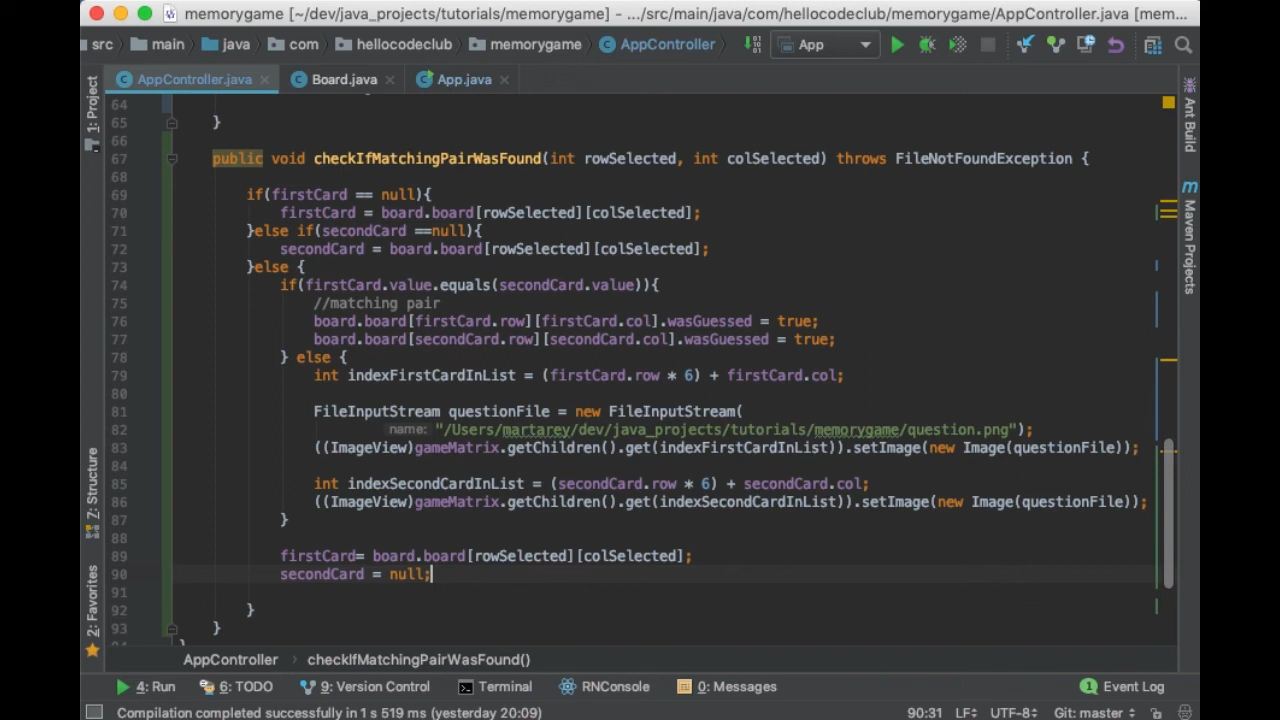 memorygame [~/dev/java_projects/tutorials/memorygame] - .../src/main/java/com/hellocodeclub/memorygame/AppController.java [mem...
src main java com hellocodeclub memorygame AppController App
AppController.java Board.java App.java
1: Project
7: Structure
2: Favorites
Ant Build
m Maven Projects
64
65 }
66
67 public void checkIfMatchingPairWasFound(int rowSelected, int colSelected) throws FileNotFoundException {
68
69 if(firstCard == null){
70 firstCard = board.board[rowSelected][colSelected];
71 }else if(secondCard ==null){
72 secondCard = board.board[rowSelected][colSelected];
73 }else {
74 if(firstCard.value.equals(secondCard.value)){
75 //matching pair
76 board.board[firstCard.row][firstCard.col].wasGuessed = true;
77 board.board[secondCard.row][secondCard.col].wasGuessed = true;
78 } else {
79 int indexFirstCardInList = (firstCard.row * 6) + firstCard.col;
80
81 FileInputStream questionFile = new FileInputStream(
82 name: "/Users/martarey/dev/java_projects/tutorials/memorygame/question.png");
83 ((ImageView)gameMatrix.getChildren().get(indexFirstCardInList)).setImage(new Image(questionFile));
84
85 int indexSecondCardInList = (secondCard.row * 6) + secondCard.col;
86 ((ImageView)gameMatrix.getChildren().get(indexSecondCardInList)).setImage(new Image(questionFile));
87 }
88
89 firstCard= board.board[rowSelected][colSelected];
90 secondCard = null;
91
92 }
93 }
AppController › checkIfMatchingPairWasFound()
4: Run 6: TODO 9: Version Control Terminal RNConsole 0: Messages 1 Event Log
Compilation completed successfully in 1 s 519 ms (yesterday 20:09) 90:31 LF UTF-8 Git: master